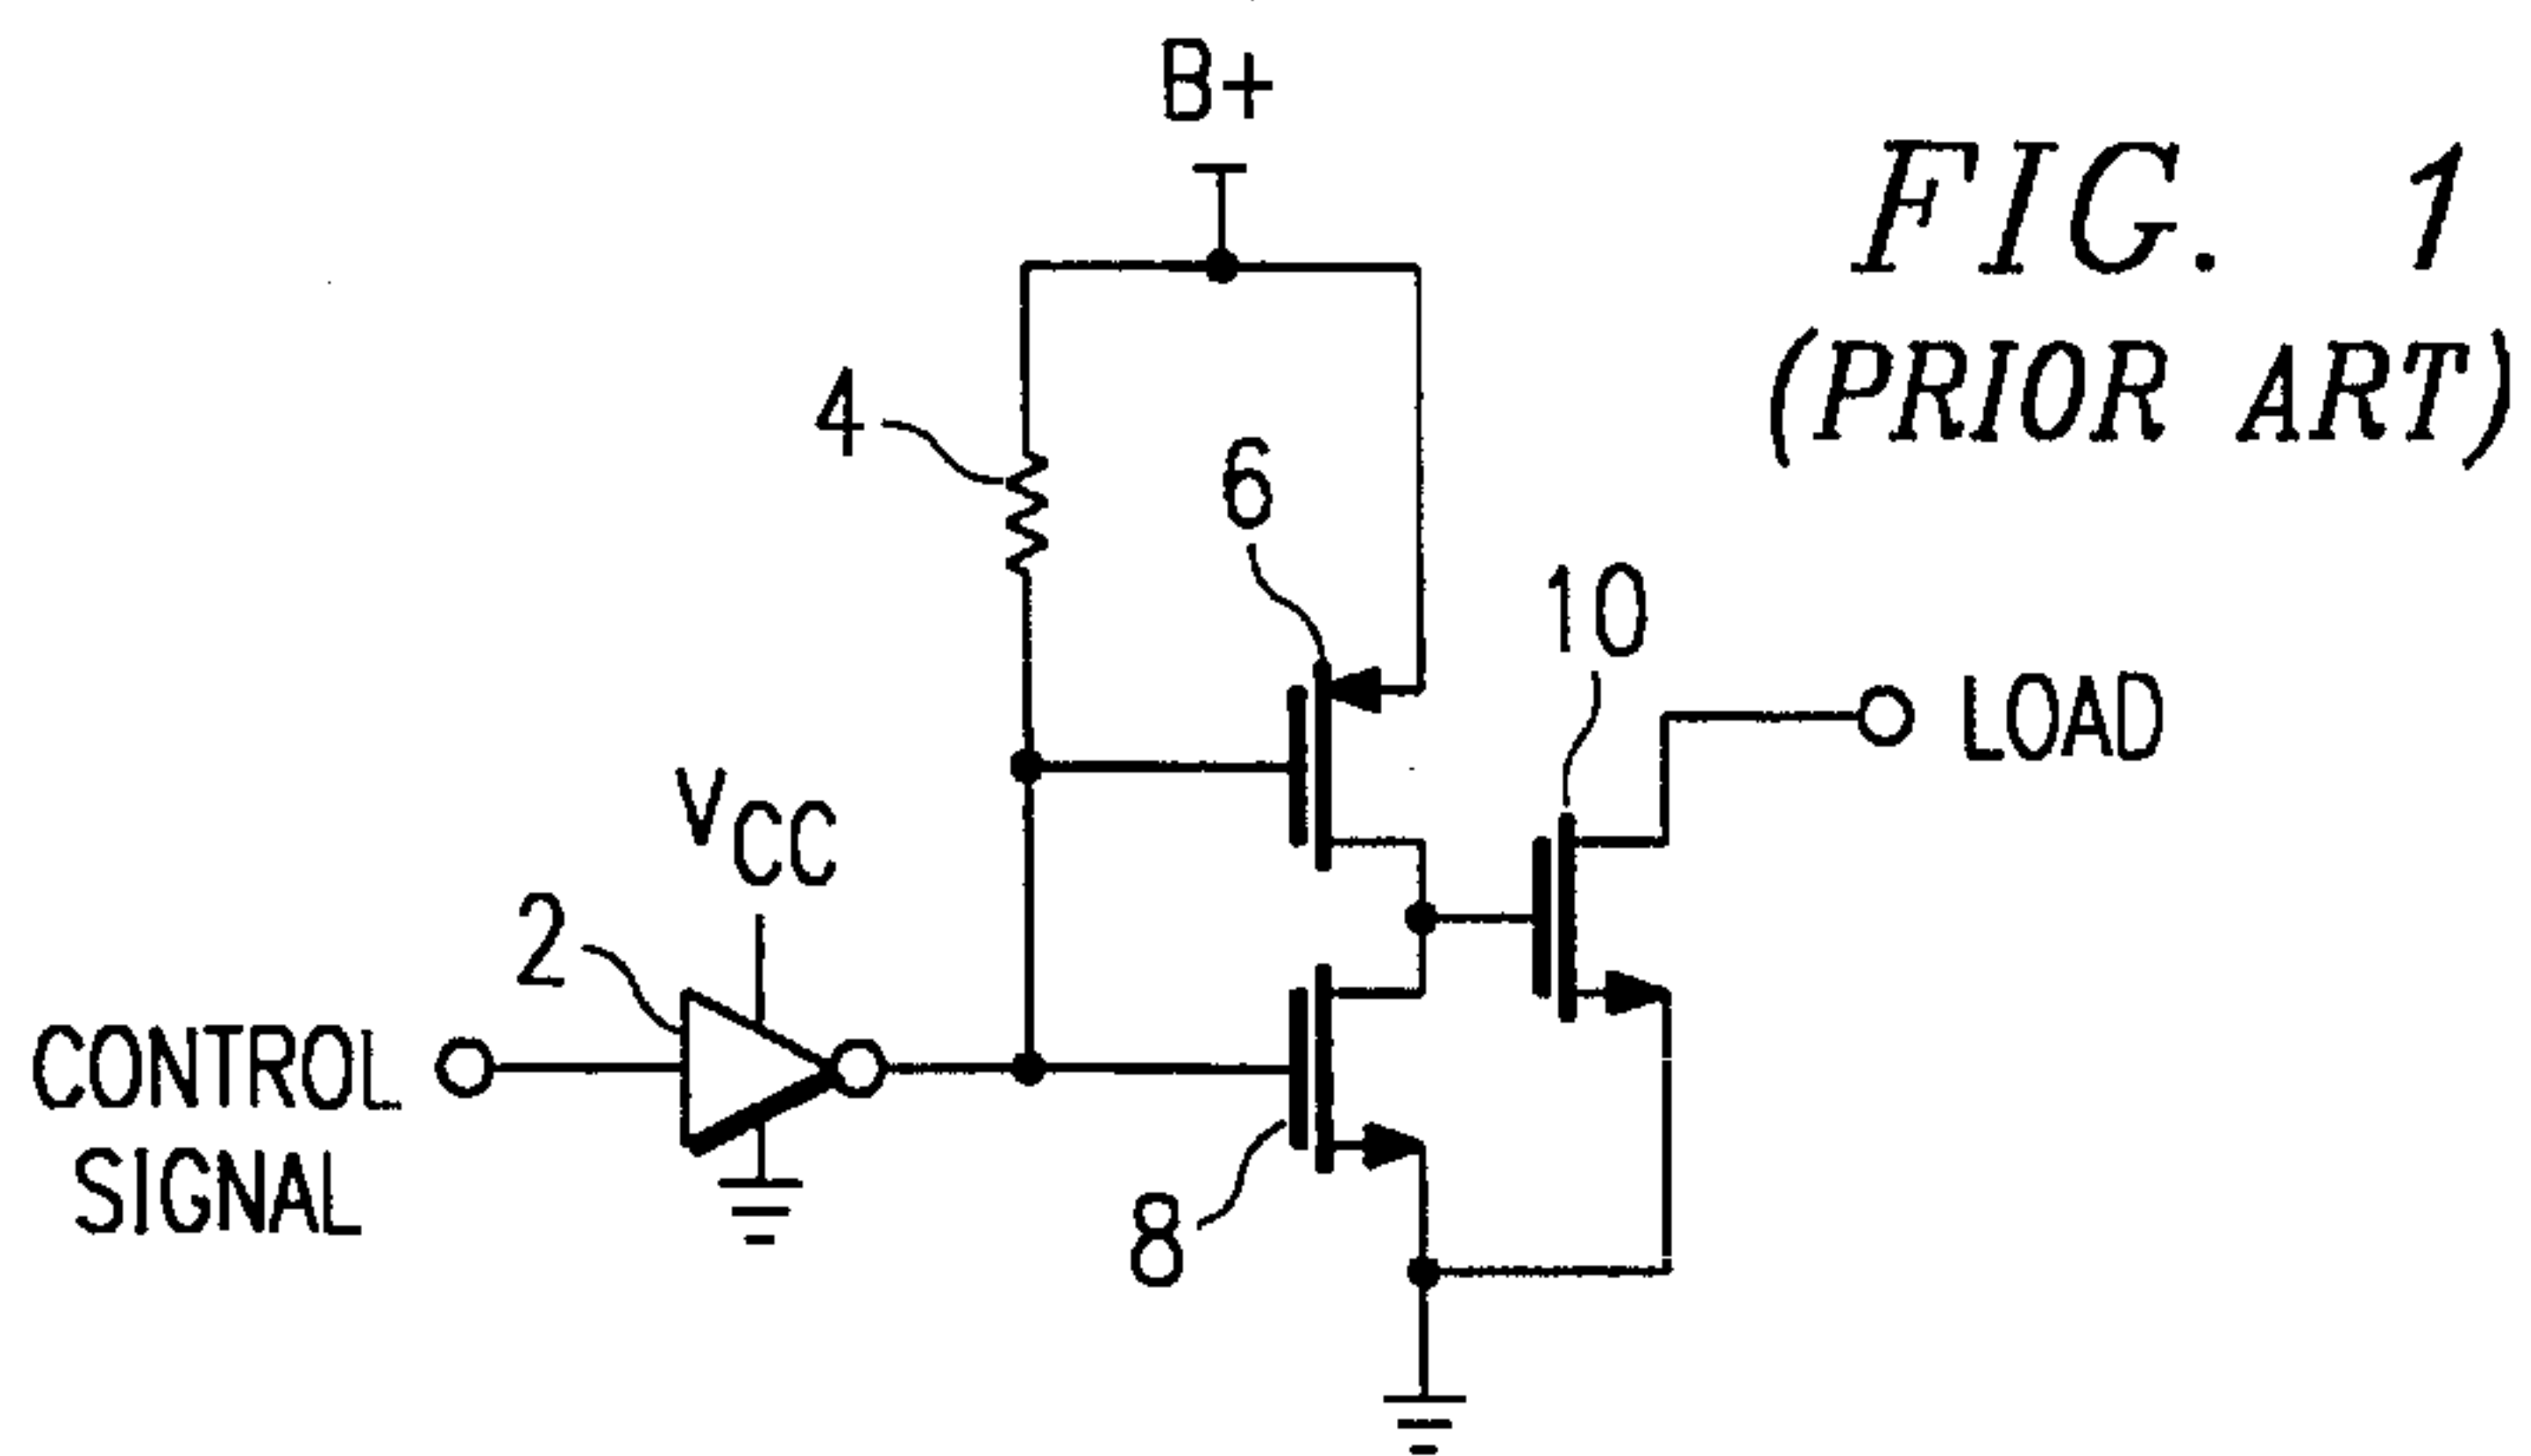 B+
FIG. 1
(PRIOR ART)
4
6
10
LOAD
VCC
2
CONTROL
SIGNAL
8